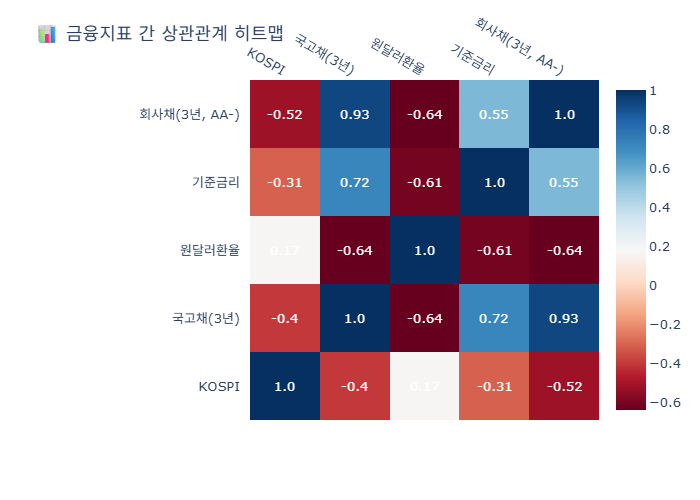 📊 금융지표 간 상관관계 히트맵
KOSPI
국고채(3년)
원달러환율
기준금리
회사채(3년, AA-)
회사채(3년, AA-) -0.52 0.93 -0.64 0.55 1.0
기준금리 -0.31 0.72 -0.61 1.0 0.55
원달러환율 0.17 -0.64 1.0 -0.61 -0.64
국고채(3년) -0.4 1.0 -0.64 0.72 0.93
KOSPI 1.0 -0.4 0.17 -0.31 -0.52
1
0.8
0.6
0.4
0.2
0
−0.2
−0.4
−0.6